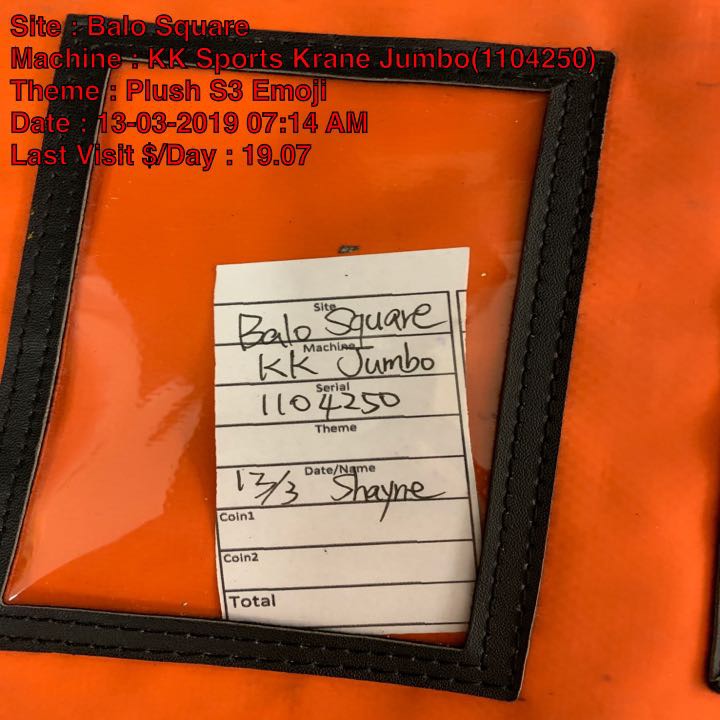 Site : Balo Square
Machine : KK Sports Krane Jumbo(1104250)
Theme : Plush S3 Emoji
Date : 13-03-2019 07:14 AM
Last Visit $/Day : 19.07
Site
Balo Square
Machine
KK Jumbo
Serial
1104250
Theme
Date/Name
13/3 Shayne
Coin1
Coin2
Total